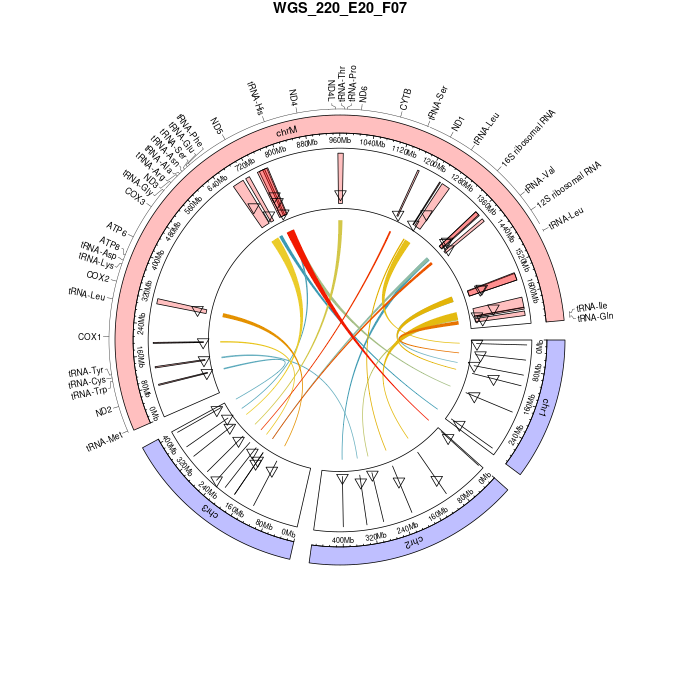 WGS_220_E20_F07
tRNA-Met
ND2
tRNA-Trp
tRNA-Cys
tRNA-Tyr
COX1
tRNA-Leu
COX2
tRNA-Lys
tRNA-Asp
ATP8
ATP6
COX3
tRNA-Gly
ND3
tRNA-Arg
tRNA-Ala
tRNA-Asn
tRNA-Ser
tRNA-Glu
tRNA-Phe
ND5
tRNA-His
ND4
ND4L
tRNA-Thr
tRNA-Pro
ND6
CYTB
tRNA-Ser
ND1
tRNA-Leu
16S ribosomal RNA
tRNA-Val
12S ribosomal RNA
tRNA-Leu
tRNA-Ile
tRNA-Gln
chrM
0Mb
80Mb
160Mb
240Mb
320Mb
400Mb
480Mb
560Mb
640Mb
720Mb
800Mb
880Mb
960Mb
1040Mb
1120Mb
1200Mb
1280Mb
1360Mb
1440Mb
1520Mb
1600Mb
chr1
0Mb
80Mb
160Mb
240Mb
chr2
0Mb
80Mb
160Mb
240Mb
320Mb
400Mb
chr3
0Mb
80Mb
160Mb
240Mb
320Mb
400Mb